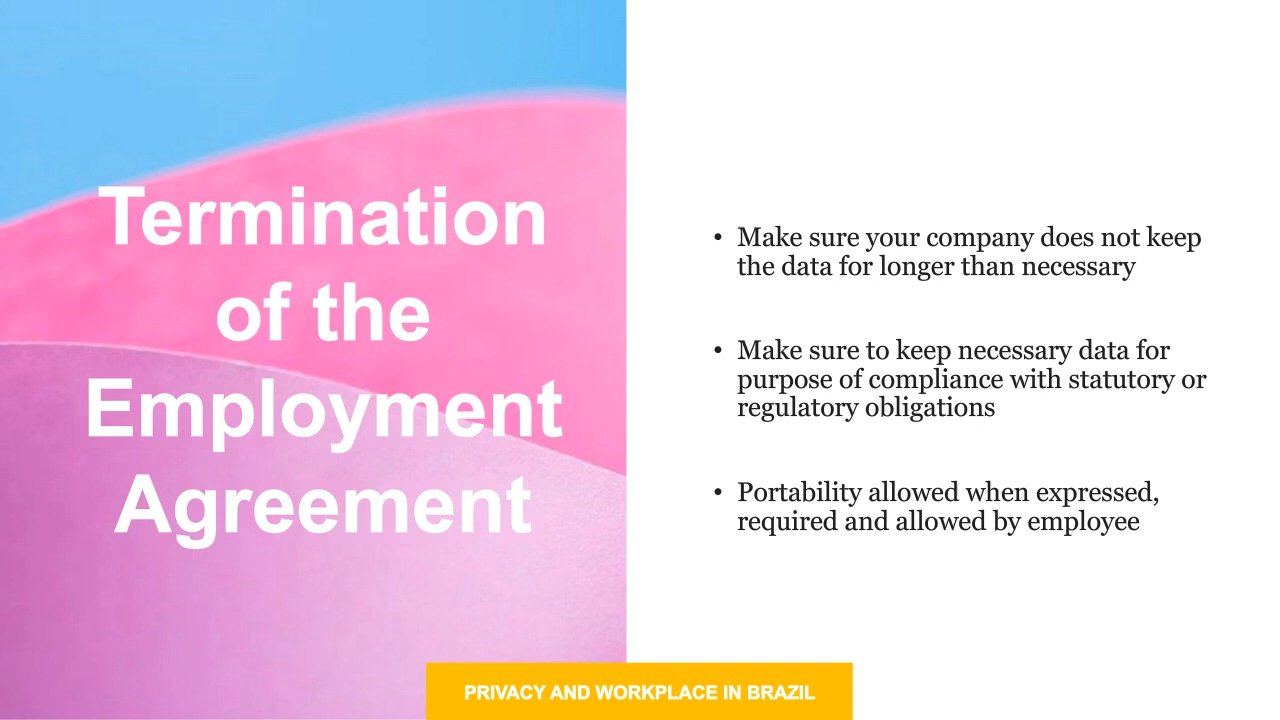 Termination
of the
Employment
Agreement
• Make sure your company does not keep
the data for longer than necessary
• Make sure to keep necessary data for
purpose of compliance with statutory or
regulatory obligations
• Portability allowed when expressed,
required and allowed by employee
PRIVACY AND WORKPLACE IN BRAZIL